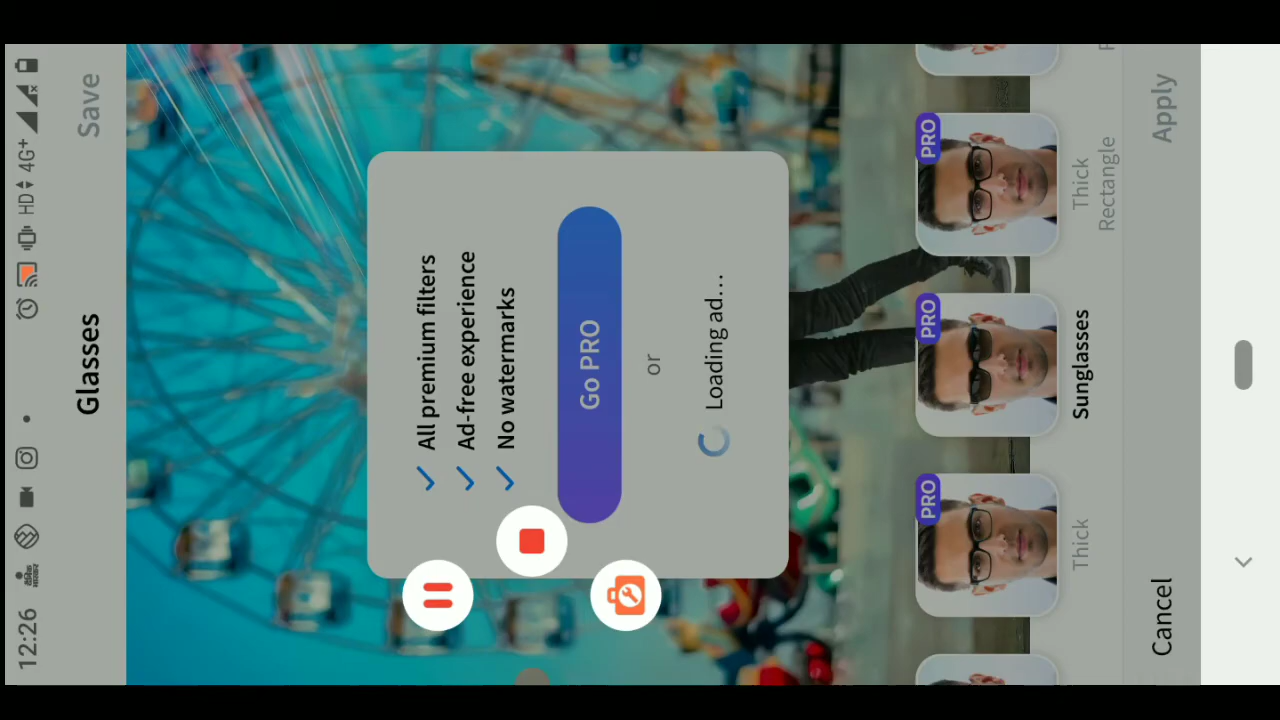 12:26
HD 4G+
Glasses
Save
All premium filters
Ad-free experience
No watermarks
Go PRO
or
Loading ad...
PRO
PRO
PRO
Thick
Sunglasses
Thick
Rectangle
Cancel
Apply